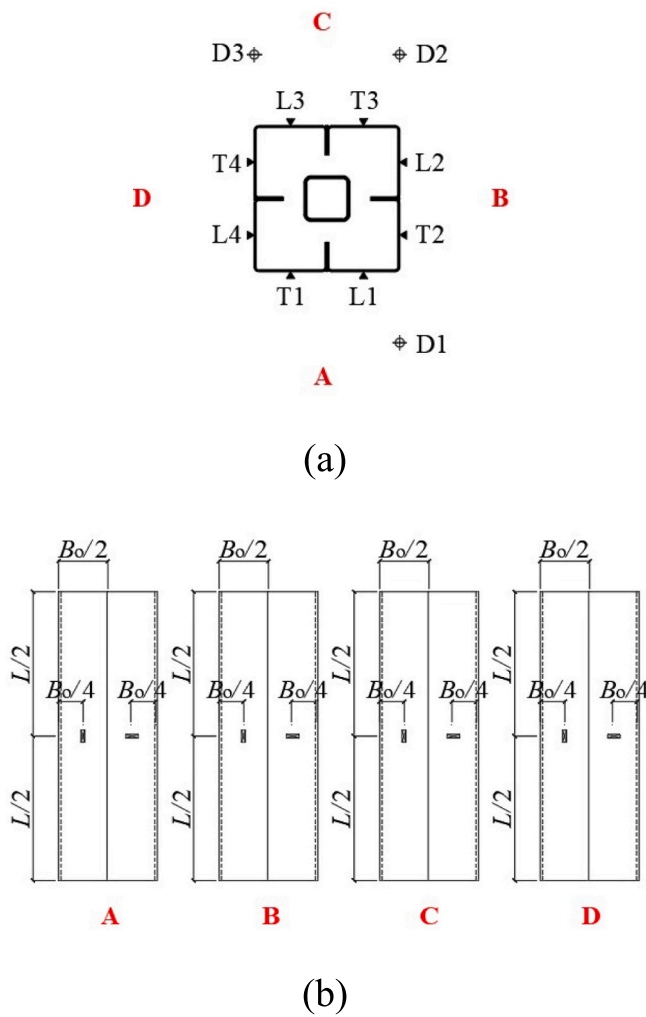 C
D3 D2
L3 T3
T4 L2
D B
L4 T2
T1 L1
D1
A
(a)
Bo/2 Bo/2 Bo/2 Bo/2
L/2 L/2 L/2 L/2
Bo/4 Bo/4 Bo/4 Bo/4 Bo/4 Bo/4 Bo/4 Bo/4
L/2 L/2 L/2 L/2
A B C D
(b)